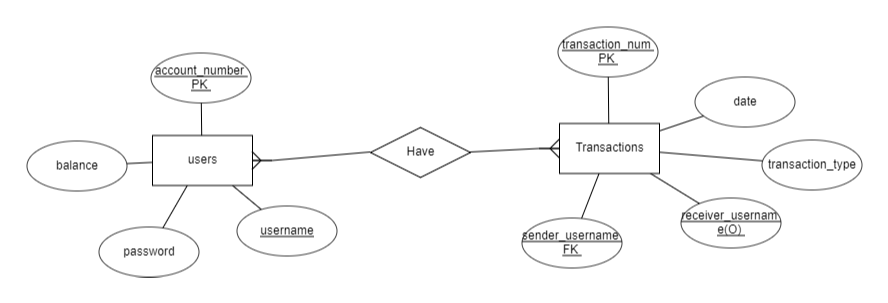 account_number
PK
balance
users
password
username
Have
transaction_num
PK
date
Transactions
transaction_type
receiver_usernam
e(O)
sender_username
FK